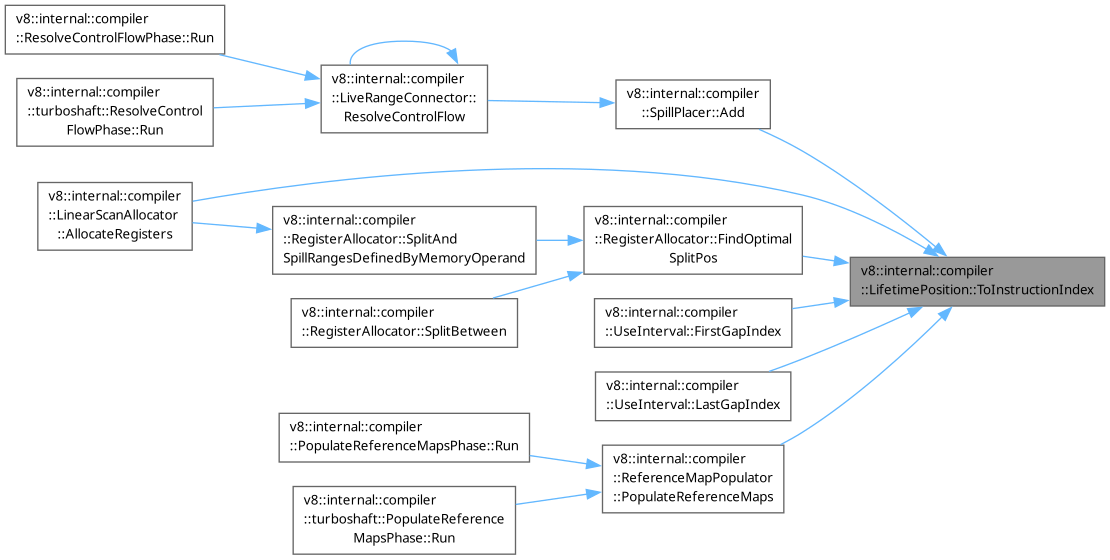 v8::internal::compiler
::ResolveControlFlowPhase::Run
v8::internal::compiler
::turboshaft::ResolveControl
FlowPhase::Run
v8::internal::compiler
::LiveRangeConnector::
ResolveControlFlow
v8::internal::compiler
::SpillPlacer::Add
v8::internal::compiler
::LinearScanAllocator
::AllocateRegisters
v8::internal::compiler
::RegisterAllocator::SplitAnd
SpillRangesDefinedByMemoryOperand
v8::internal::compiler
::RegisterAllocator::FindOptimal
SplitPos
v8::internal::compiler
::LifetimePosition::ToInstructionIndex
v8::internal::compiler
::RegisterAllocator::SplitBetween
v8::internal::compiler
::UseInterval::FirstGapIndex
v8::internal::compiler
::UseInterval::LastGapIndex
v8::internal::compiler
::PopulateReferenceMapsPhase::Run
v8::internal::compiler
::ReferenceMapPopulator
::PopulateReferenceMaps
v8::internal::compiler
::turboshaft::PopulateReference
MapsPhase::Run